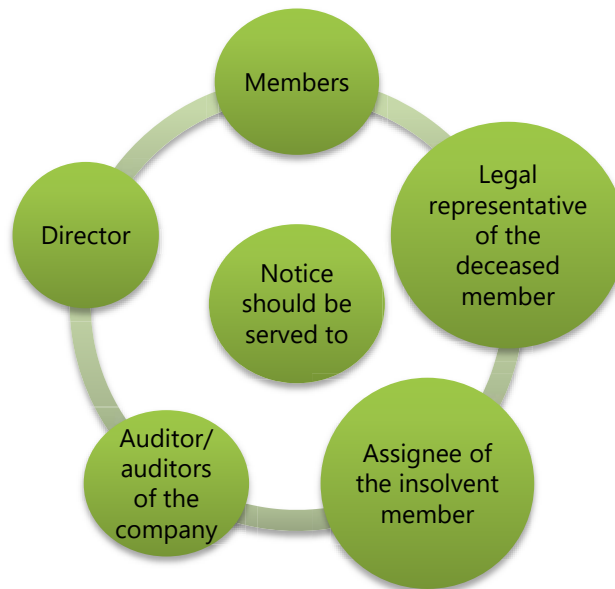 Members
Legal
representative
of the
deceased
member
Director
Notice
should be
served to
Auditor/
auditors
of the
company
Assignee of
the insolvent
member